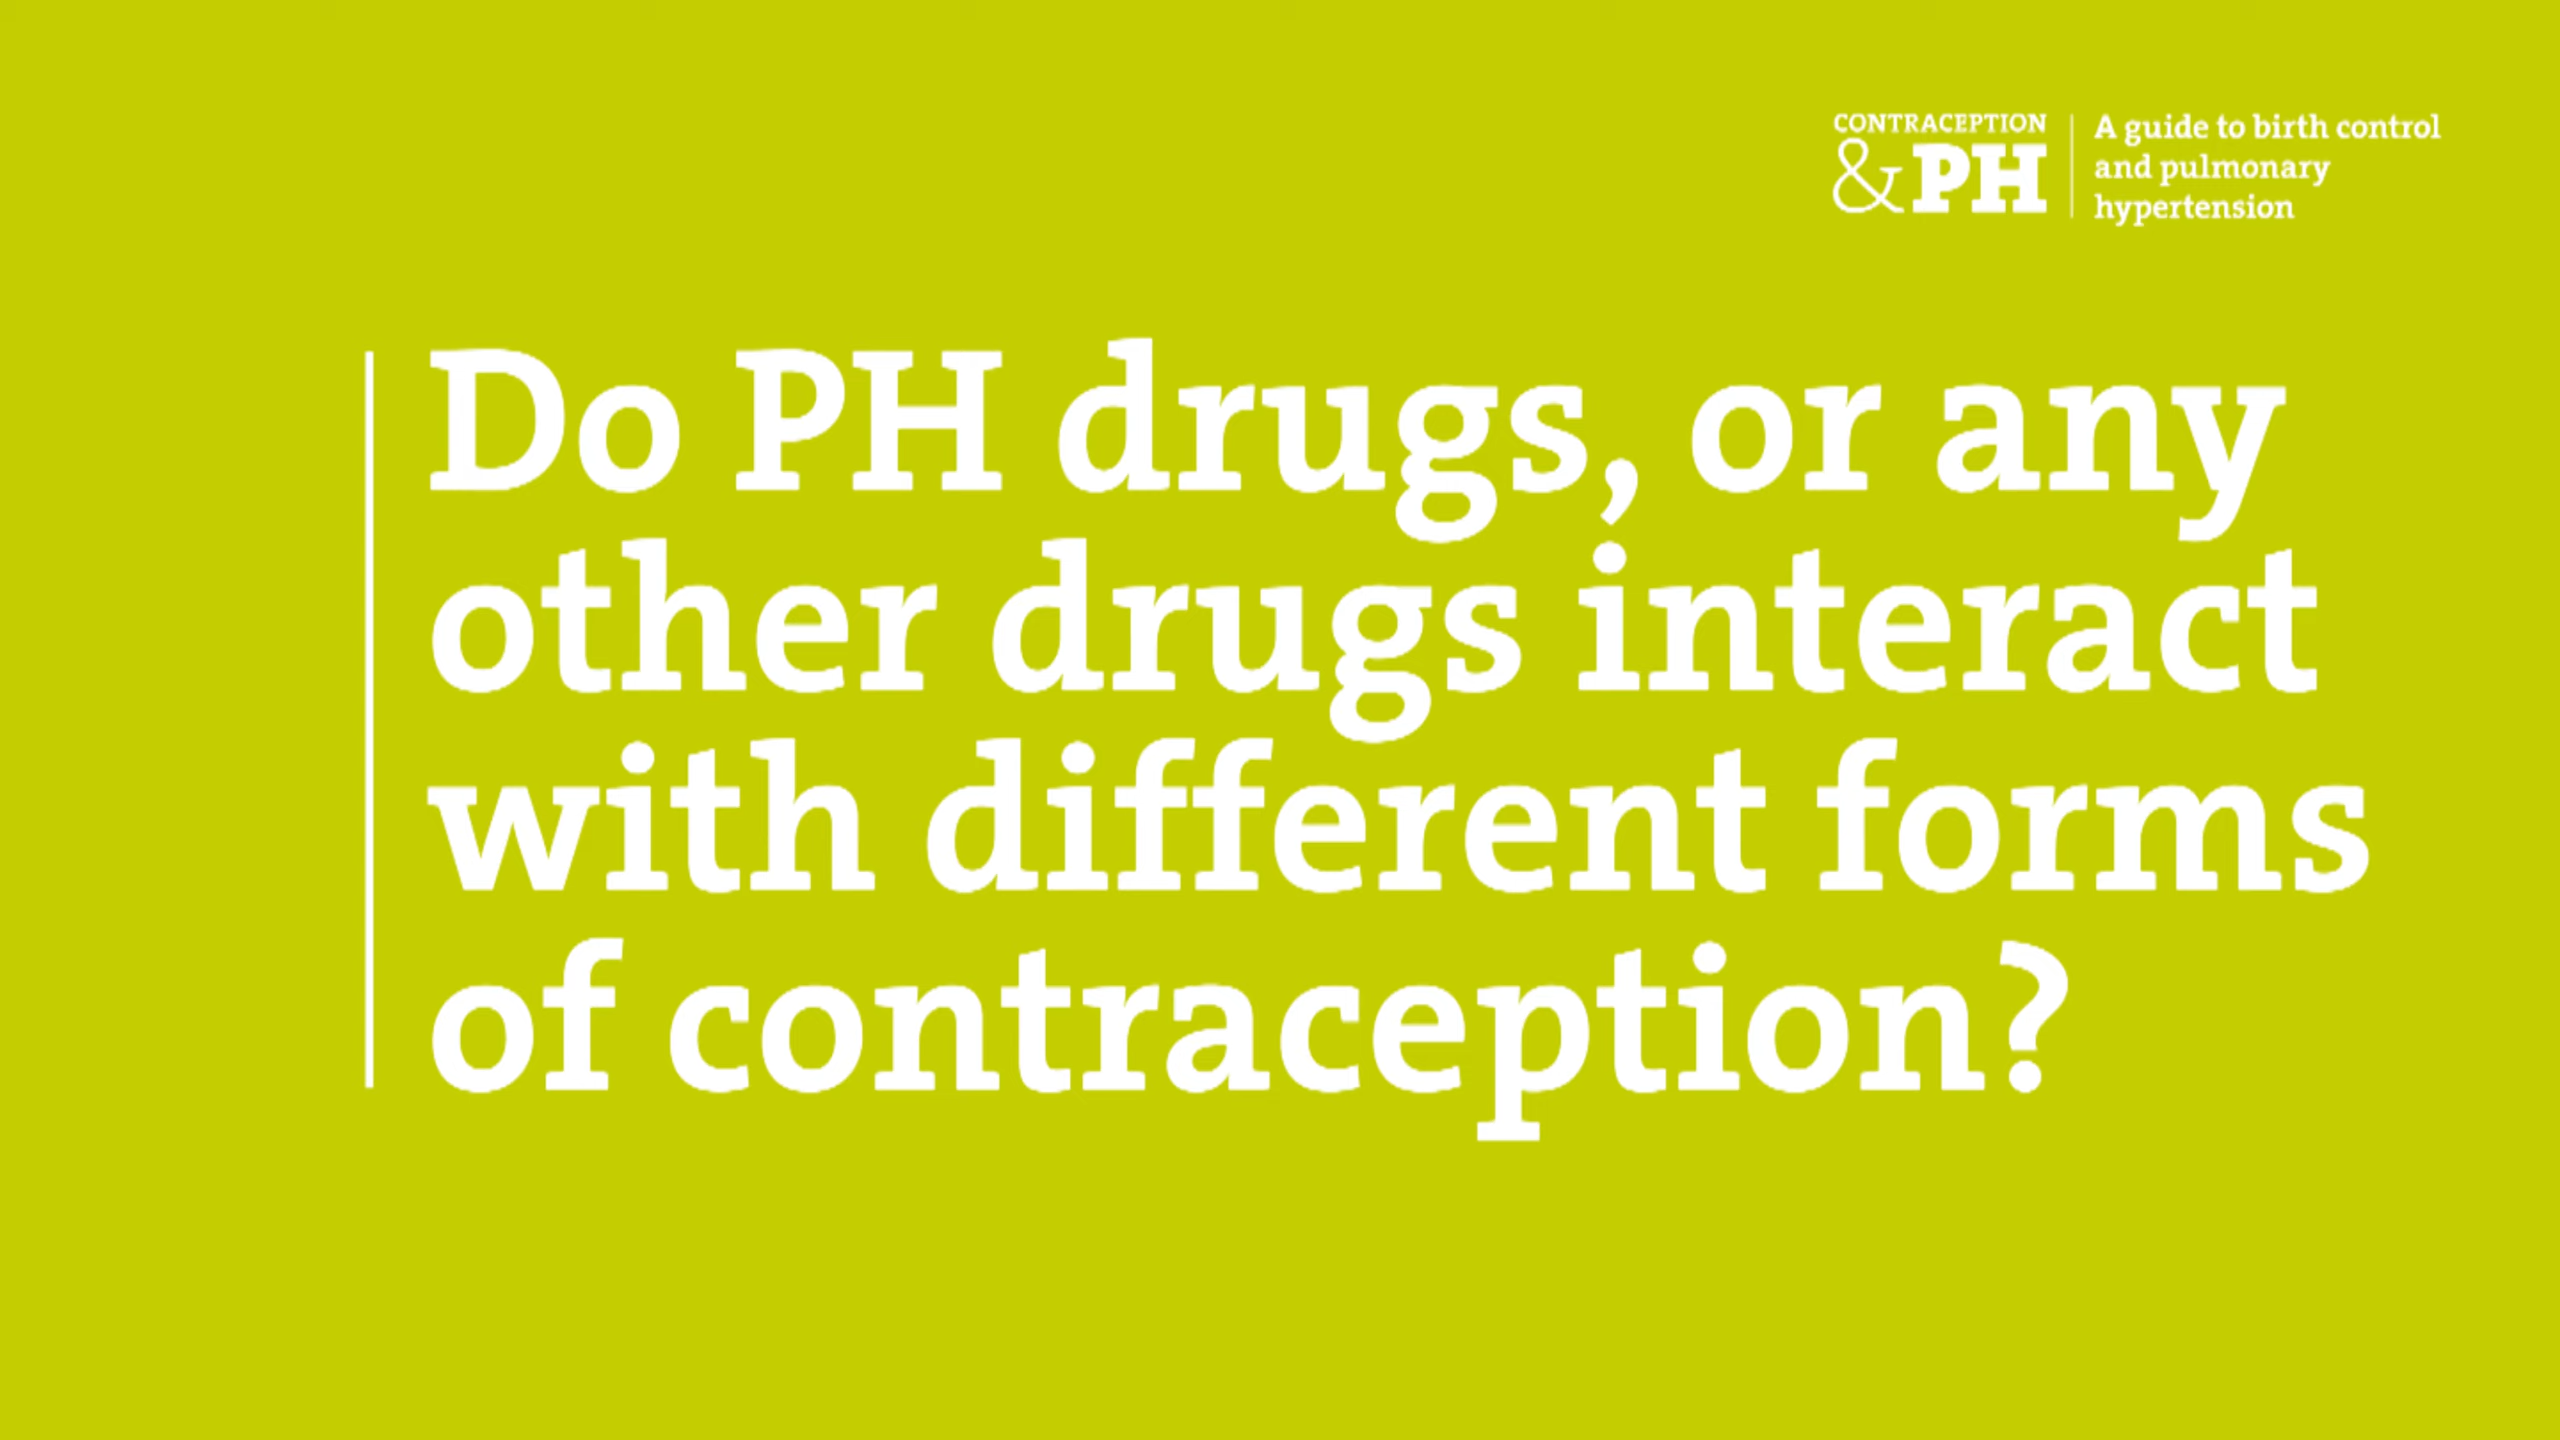 CONTRACEPTION
& PH
A guide to birth control
and pulmonary
hypertension
Do PH drugs, or any
other drugs interact
with different forms
of contraception?